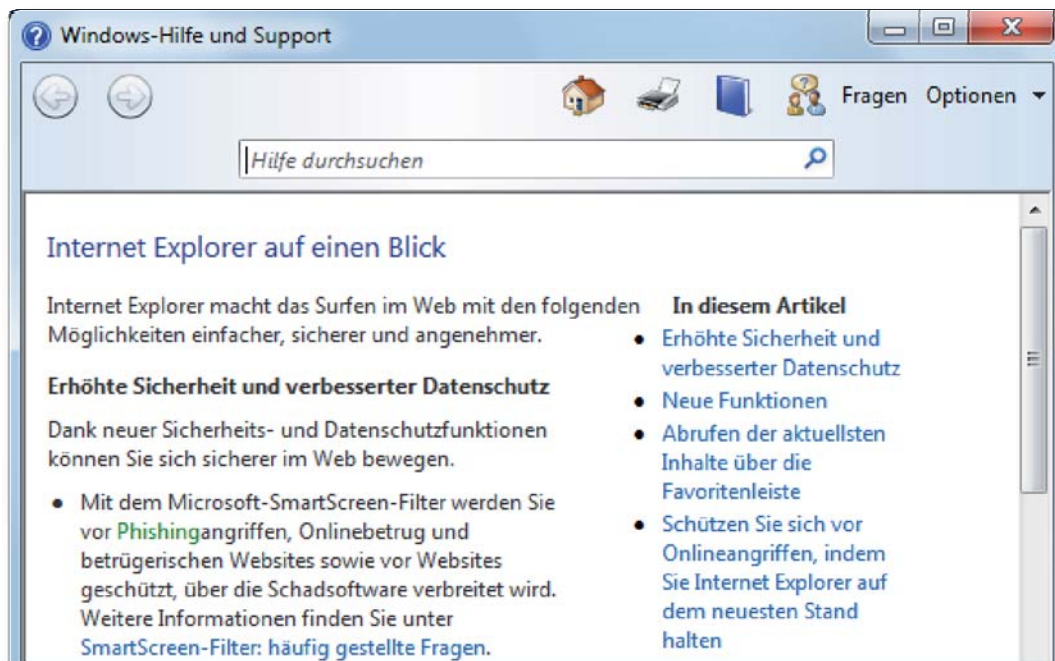 Windows-Hilfe und Support
Fragen Optionen
Hilfe durchsuchen
Internet Explorer auf einen Blick
Internet Explorer macht das Surfen im Web mit den folgenden
Möglichkeiten einfacher, sicherer und angenehmer.
Erhöhte Sicherheit und verbesserter Datenschutz
Dank neuer Sicherheits- und Datenschutzfunktionen
können Sie sich sicherer im Web bewegen.
• Mit dem Microsoft-SmartScreen-Filter werden Sie
vor Phishingangriffen, Onlinebetrug und
betrügerischen Websites sowie vor Websites
geschützt, über die Schadsoftware verbreitet wird.
Weitere Informationen finden Sie unter
SmartScreen-Filter: häufig gestellte Fragen.
In diesem Artikel
• Erhöhte Sicherheit und
verbesserter Datenschutz
• Neue Funktionen
• Abrufen der aktuellsten
Inhalte über die
Favoritenleiste
• Schützen Sie sich vor
Onlineangriffen, indem
Sie Internet Explorer auf
dem neuesten Stand
halten